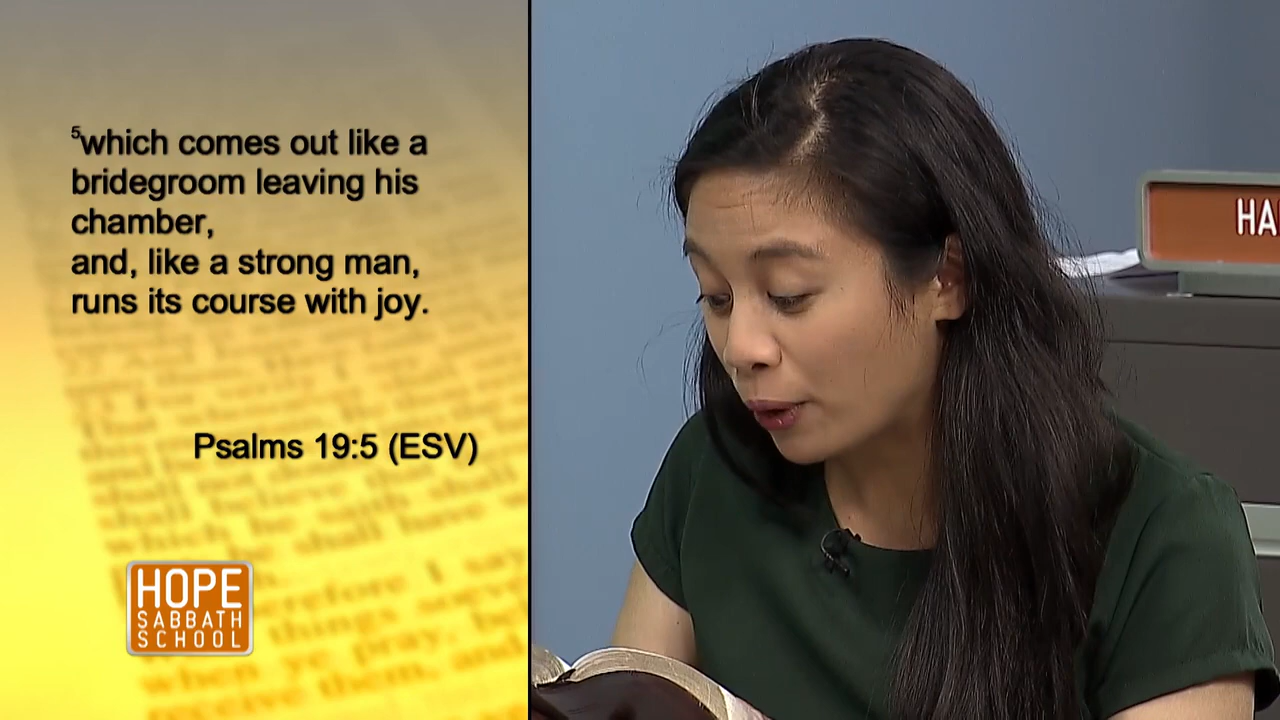 ⁵which comes out like a
bridegroom leaving his
chamber,
and, like a strong man,
runs its course with joy.
Psalms 19:5 (ESV)
HOPE
SABBATH
SCHOOL
HA